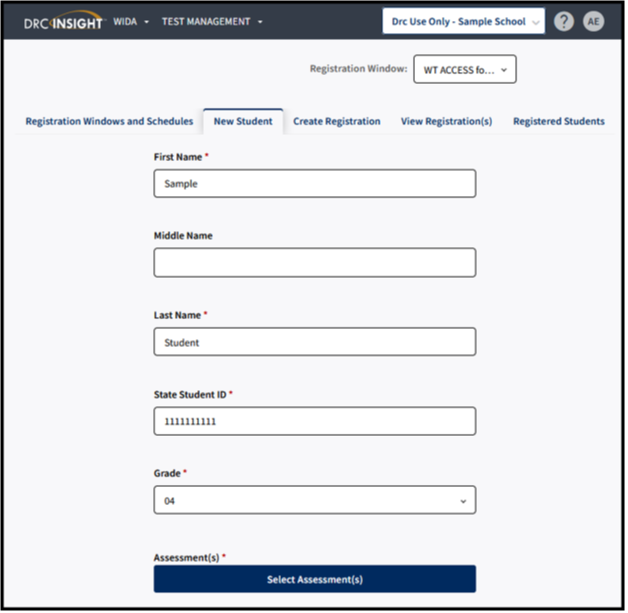 DRC INSIGHT WIDA TEST MANAGEMENT Drc Use Only - Sample School ? AE
Registration Window: WT ACCESS fo...
Registration Windows and Schedules New Student Create Registration View Registration(s) Registered Students
First Name *
Sample
Middle Name
Last Name *
Student
State Student ID *
1111111111
Grade *
04
Assessment(s) *
Select Assessment(s)